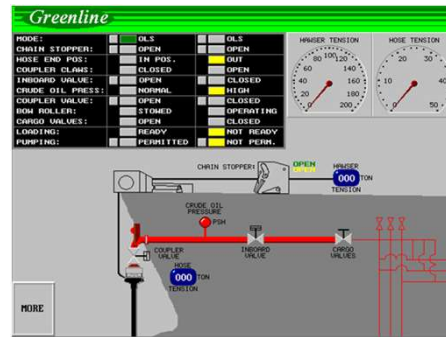 Greenline
MODE: OLS OLS
CHAIN STOPPER: OPEN OPEN
HOSE END POS: IN POS. OUT
COUPLER CLAWS: CLOSED OPEN
INBOARD VALVE: OPEN CLOSED
CRUDE OIL PRESS: NORMAL HIGH
COUPLER VALVE: OPEN CLOSED
BOW ROLLER: STOWED OPERATING
CARGO VALVES: OPEN CLOSED
LOADING: READY NOT READY
PUMPING: PERMITTED NOT PERM.
HAWSER TENSION
80 100 120
60 140
40 160
20 180
0 200
HOSE TENSION
20 30
10 40
0 50
CHAIN STOPPER: OPEN
OPEN
HAWSER
000 TON
TENSION
CRUDE OIL
PRESSURE
PSH
COUPLER
VALVE
INBOARD
VALVE
CARGO
VALVES
HOSE
000 TON
TENSION
MORE